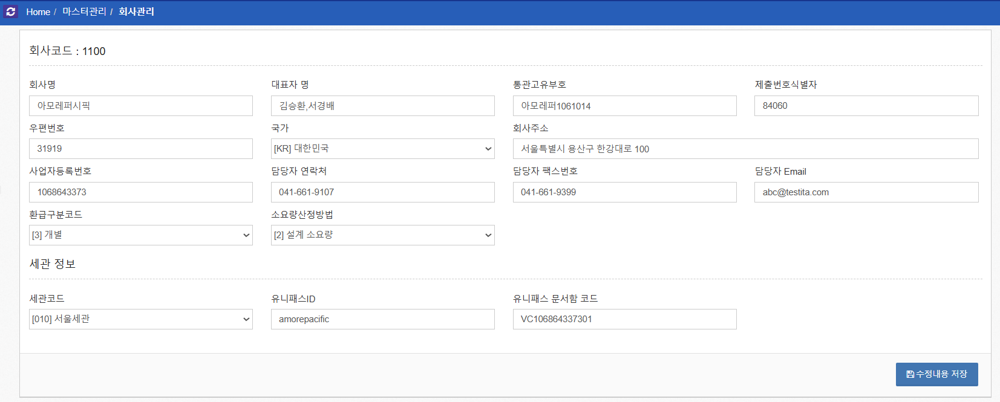 Home / 마스터관리 / 회사관리
회사코드 : 1100
회사명 대표자 명 통관고유부호 제출번호식별자
아모레퍼시픽 김승환,서경배 아모레퍼1061014 84060
우편번호 국가 회사주소
31919 [KR] 대한민국 서울특별시 용산구 한강대로 100
사업자등록번호 담당자 연락처 담당자 팩스번호 담당자 Email
1068643373 041-661-9107 041-661-9399 abc@testita.com
환급구분코드 소요량산정방법
[3] 개별 [2] 설계 소요량
세관 정보
세관코드 유니패스ID 유니패스 문서함 코드
[010] 서울세관 amorepacific VC106864337301
수정내용 저장